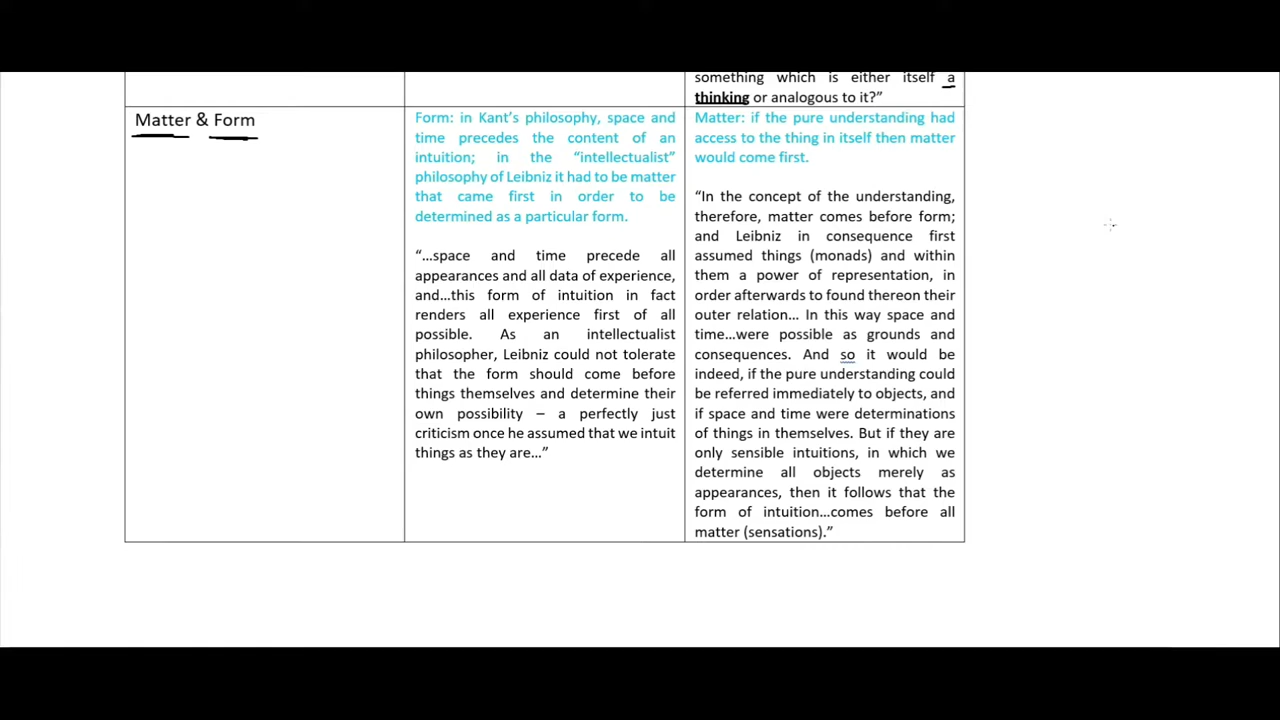 something which is either itself a
thinking or analogous to it?”
Matter & Form
Form: in Kant’s philosophy, space and
time precedes the content of an
intuition; in the “intellectualist”
philosophy of Leibniz it had to be matter
that came first in order to be
determined as a particular form.
“…space and time precede all
appearances and all data of experience,
and…this form of intuition in fact
renders all experience first of all
possible. As an intellectualist
philosopher, Leibniz could not tolerate
that the form should come before
things themselves and determine their
own possibility – a perfectly just
criticism once he assumed that we intuit
things as they are…”
Matter: if the pure understanding had
access to the thing in itself then matter
would come first.
“In the concept of the understanding,
therefore, matter comes before form;
and Leibniz in consequence first
assumed things (monads) and within
them a power of representation, in
order afterwards to found thereon their
outer relation… In this way space and
time…were possible as grounds and
consequences. And so it would be
indeed, if the pure understanding could
be referred immediately to objects, and
if space and time were determinations
of things in themselves. But if they are
only sensible intuitions, in which we
determine all objects merely as
appearances, then it follows that the
form of intuition…comes before all
matter (sensations).”